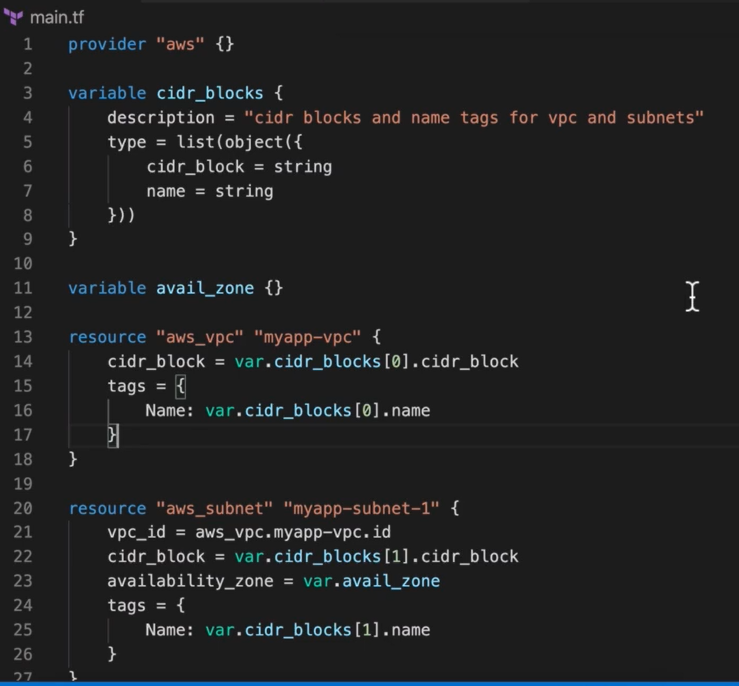 main.tf
1 provider "aws" {}
2
3 variable cidr_blocks {
4     description = "cidr blocks and name tags for vpc and subnets"
5     type = list(object({
6         cidr_block = string
7         name = string
8     }))
9 }
10
11 variable avail_zone {}
12
13 resource "aws_vpc" "myapp-vpc" {
14     cidr_block = var.cidr_blocks[0].cidr_block
15     tags = {
16         Name: var.cidr_blocks[0].name
17     }
18 }
19
20 resource "aws_subnet" "myapp-subnet-1" {
21     vpc_id = aws_vpc.myapp-vpc.id
22     cidr_block = var.cidr_blocks[1].cidr_block
23     availability_zone = var.avail_zone
24     tags = {
25         Name: var.cidr_blocks[1].name
26     }
27 }